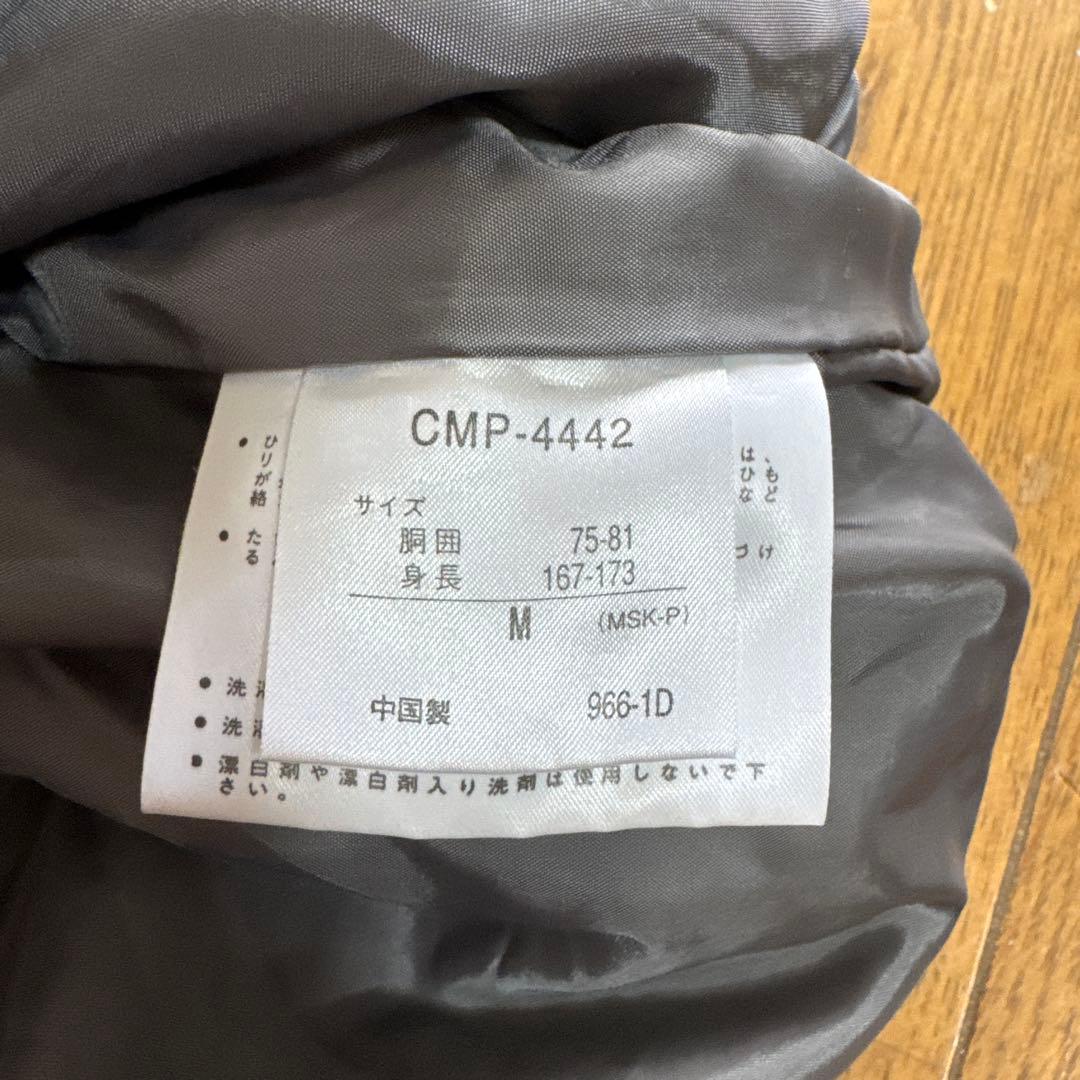 CMP-4442
サイズ
胴囲 75-81
身長 167-173
M (MSK-P)
中国製 966-1D
● ひ
りが
絡
は、も
ひど
な
● た
る
づけ
● 洗
● 洗
● 漂白剤や漂白剤入り洗剤は使用しないで下
さい。